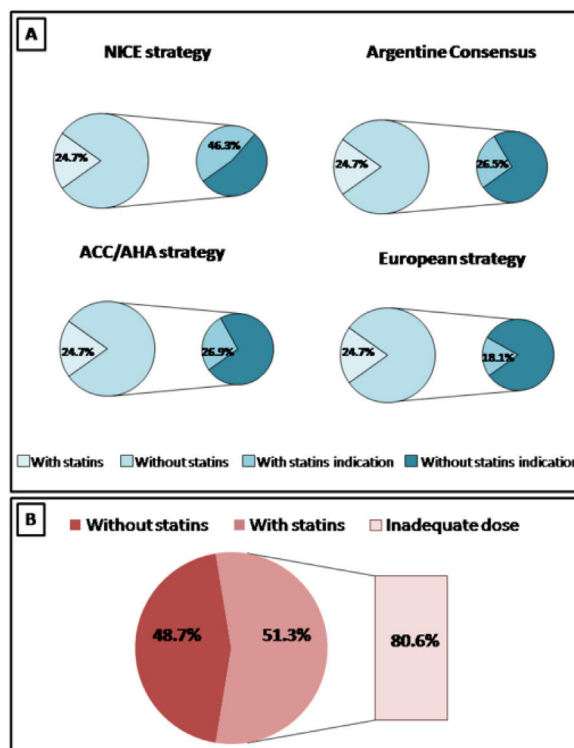 A
NICE strategy
Argentine Consensus
24.7%
46.3%
24.7%
26.5%
ACC/AHA strategy
European strategy
24.7%
26.9%
24.7%
18.1%
With statins
Without statins
With statins indication
Without statins indication
B
Without statins
With statins
Inadequate dose
48.7%
51.3%
80.6%